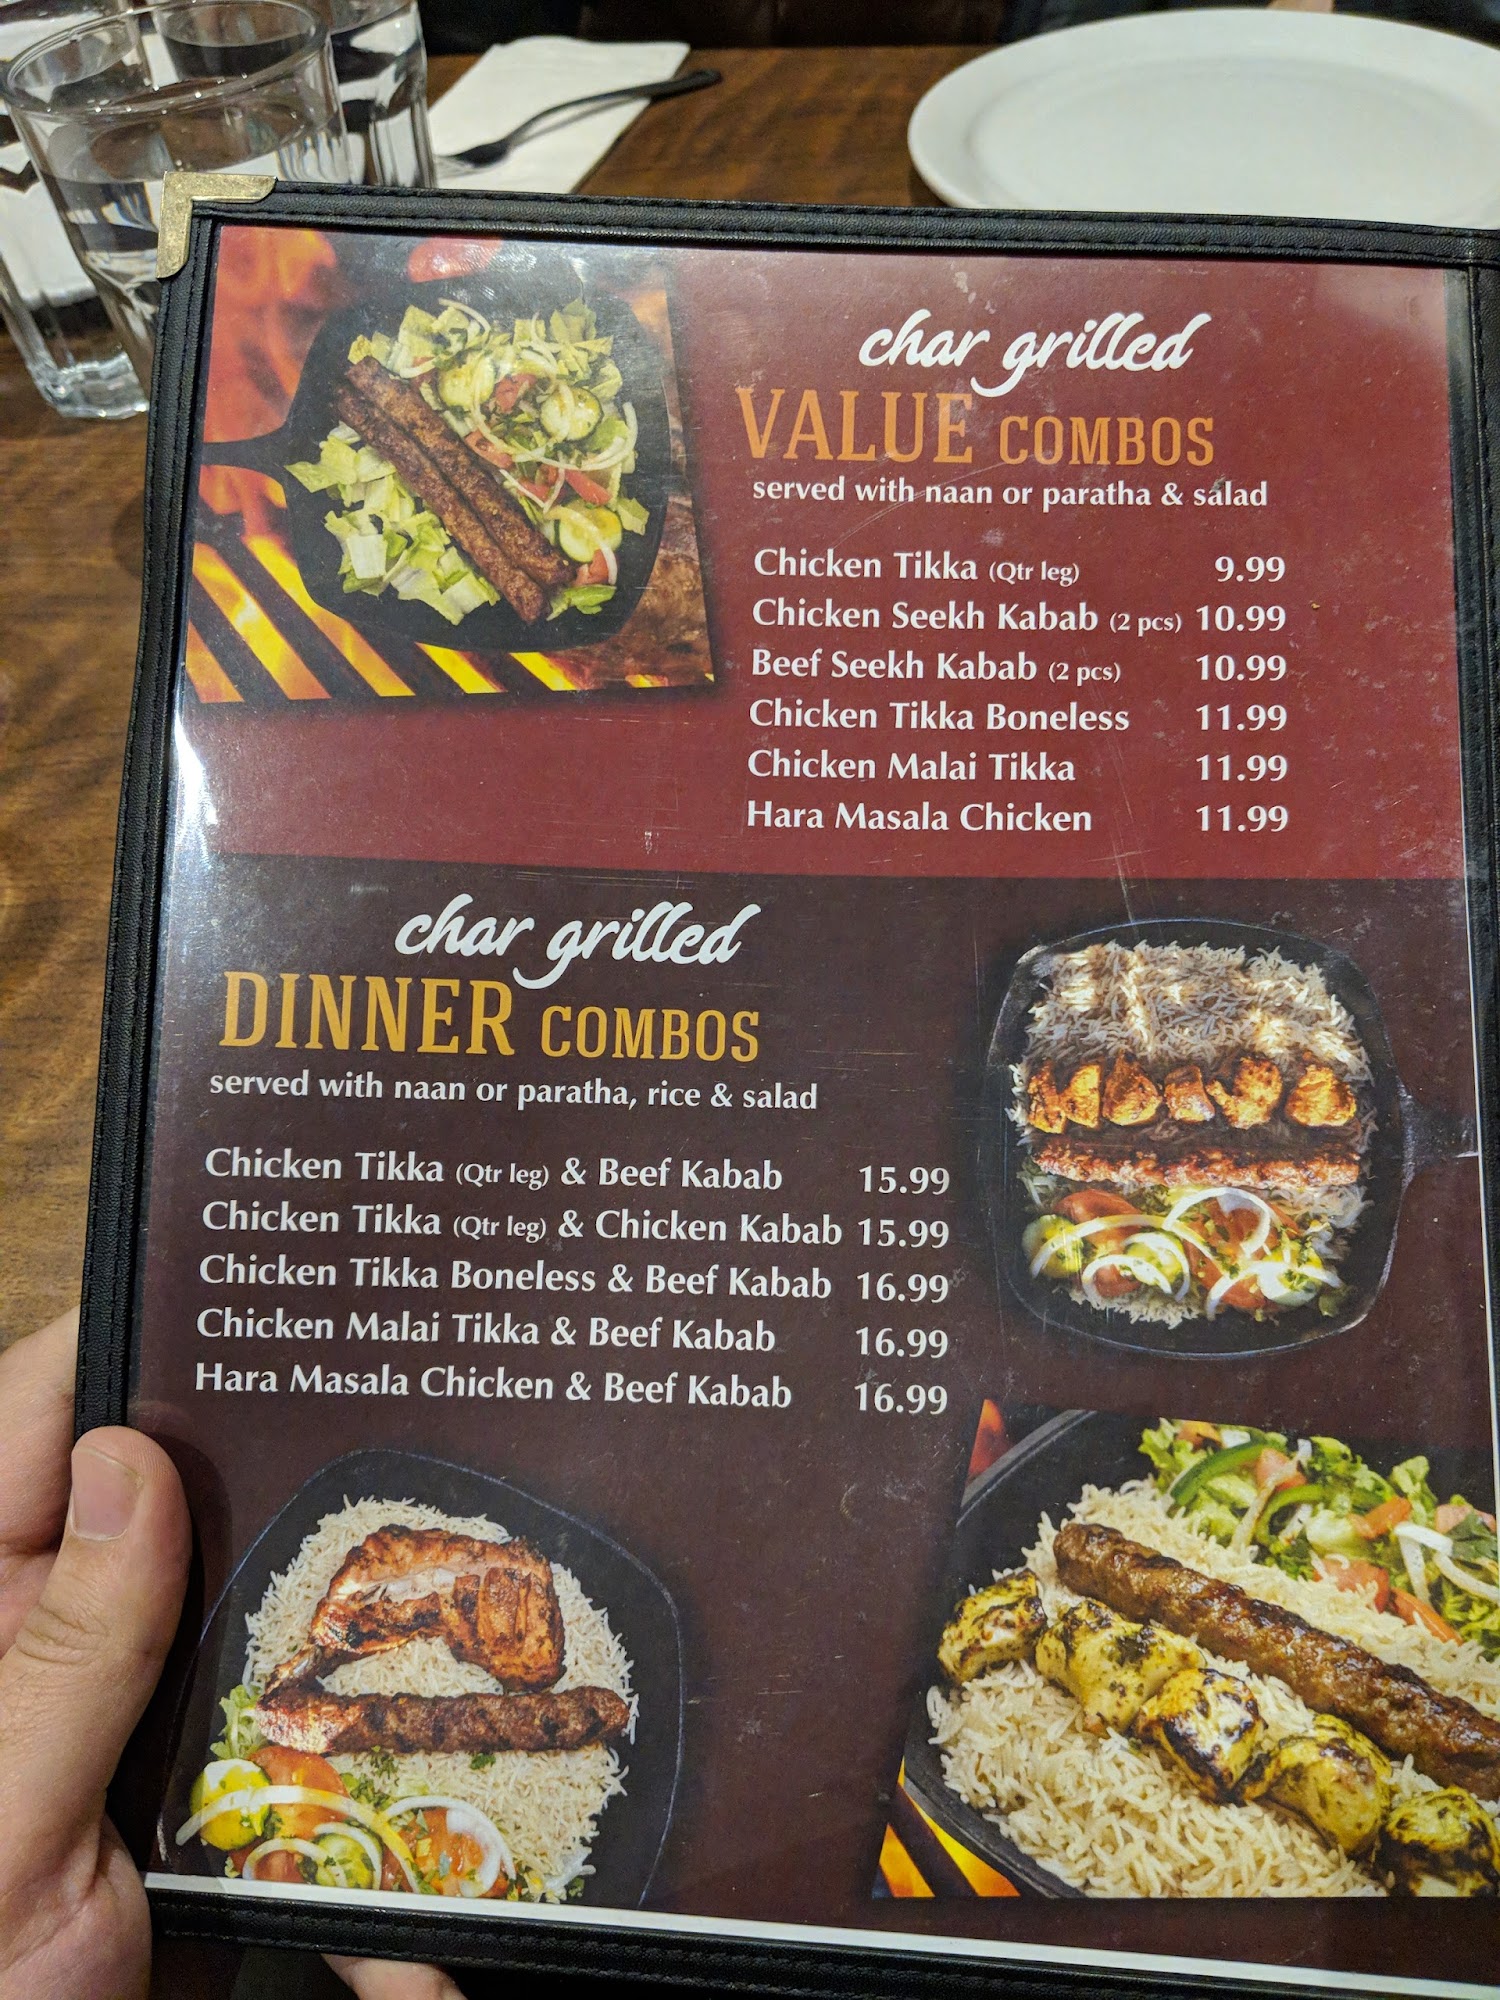 char grilled
VALUE COMBOS
served with naan or paratha & salad
Chicken Tikka (Qtr leg) 9.99
Chicken Seekh Kabab (2 pcs) 10.99
Beef Seekh Kabab (2 pcs) 10.99
Chicken Tikka Boneless 11.99
Chicken Malai Tikka 11.99
Hara Masala Chicken 11.99
char grilled
DINNER COMBOS
served with naan or paratha, rice & salad
Chicken Tikka (Qtr leg) & Beef Kabab 15.99
Chicken Tikka (Qtr leg) & Chicken Kabab 15.99
Chicken Tikka Boneless & Beef Kabab 16.99
Chicken Malai Tikka & Beef Kabab 16.99
Hara Masala Chicken & Beef Kabab 16.99